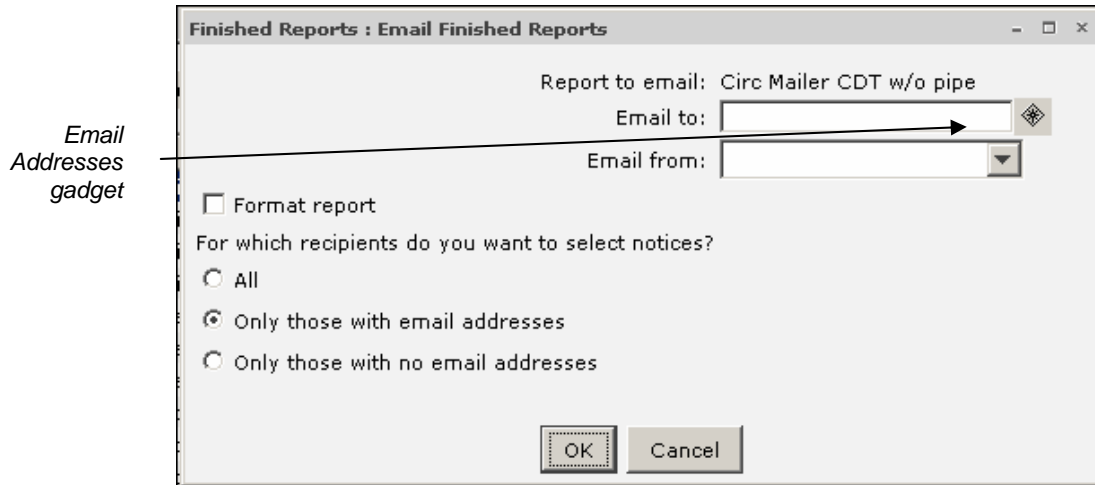 Finished Reports : Email Finished Reports
Report to email: Circ Mailer CDT w/o pipe
Email to:
Email
Addresses
gadget
Email from:
Format report
For which recipients do you want to select notices?
All
Only those with email addresses
Only those with no email addresses
OK Cancel